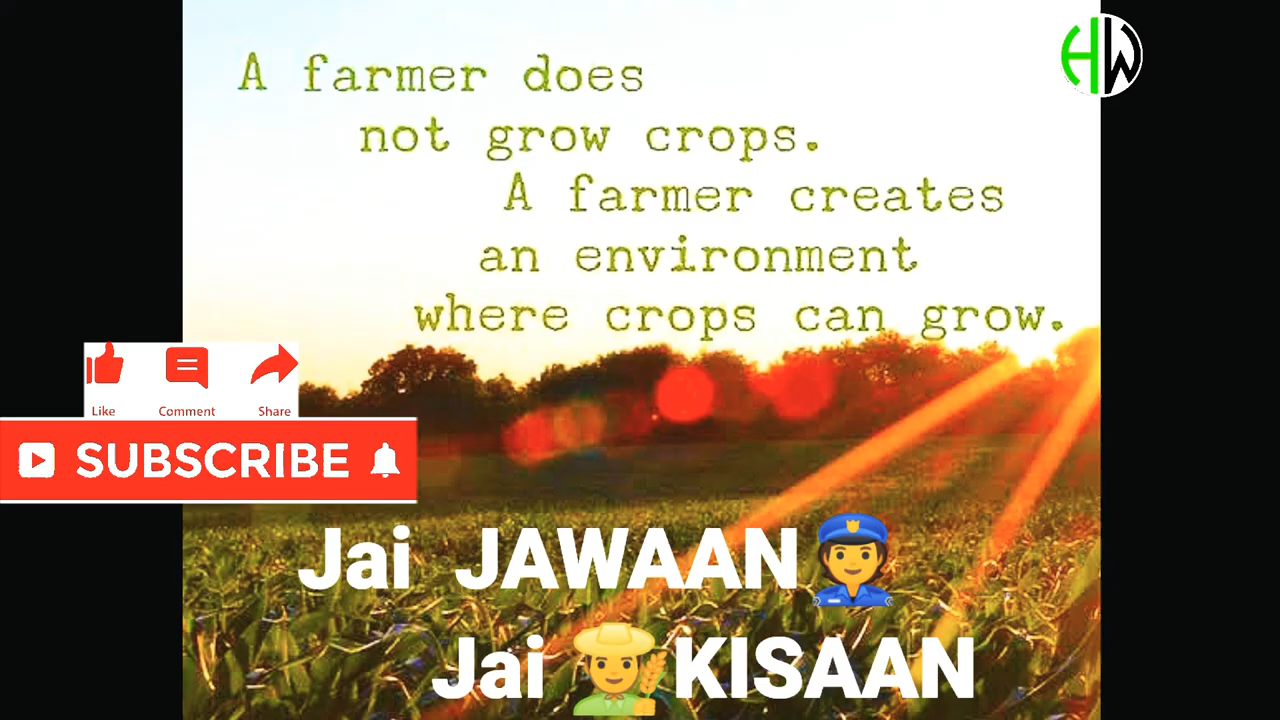 A farmer does
not grow crops.
A farmer creates
an environment
where crops can grow.
HW
Like Comment Share
SUBSCRIBE
Jai JAWAAN
Jai KISAAN